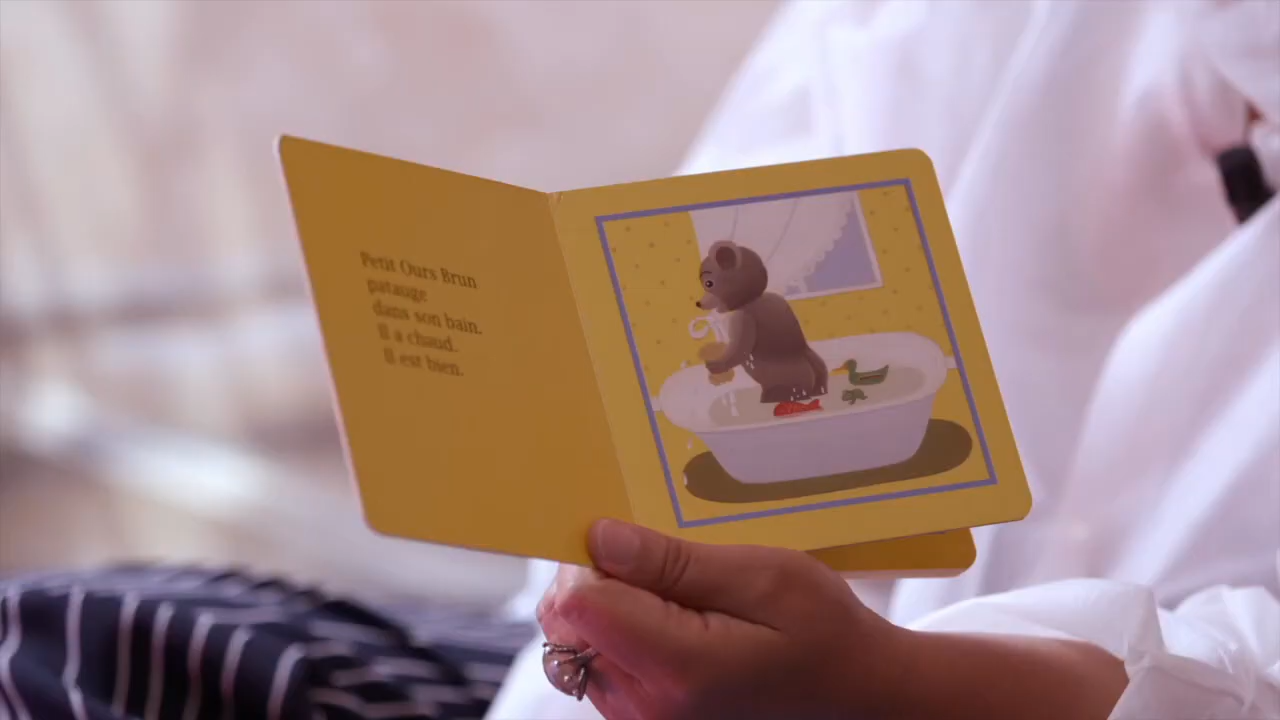 Petit Ours Brun
patauge
dans son bain.
Il a chaud.
Il est bien.